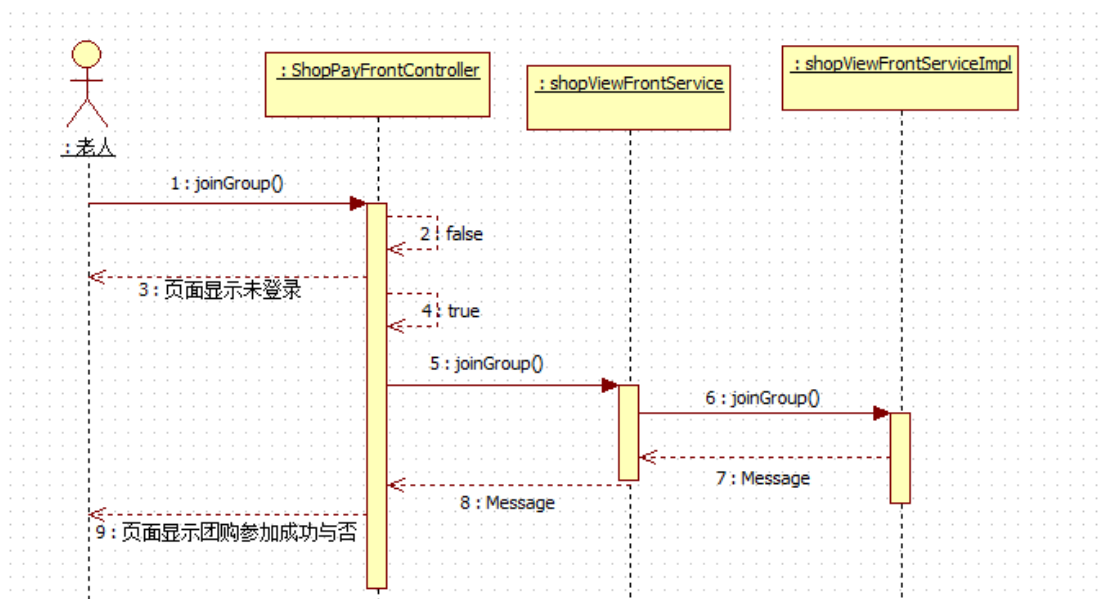 : ShopPayFrontController
: shopViewFrontService
: shopViewFrontServiceImpl
: 老人
1 : joinGroup()
2 : false
3 : 页面显示未登录
4 : true
5 : joinGroup()
6 : joinGroup()
7 : Message
8 : Message
9 : 页面显示团购参加成功与否